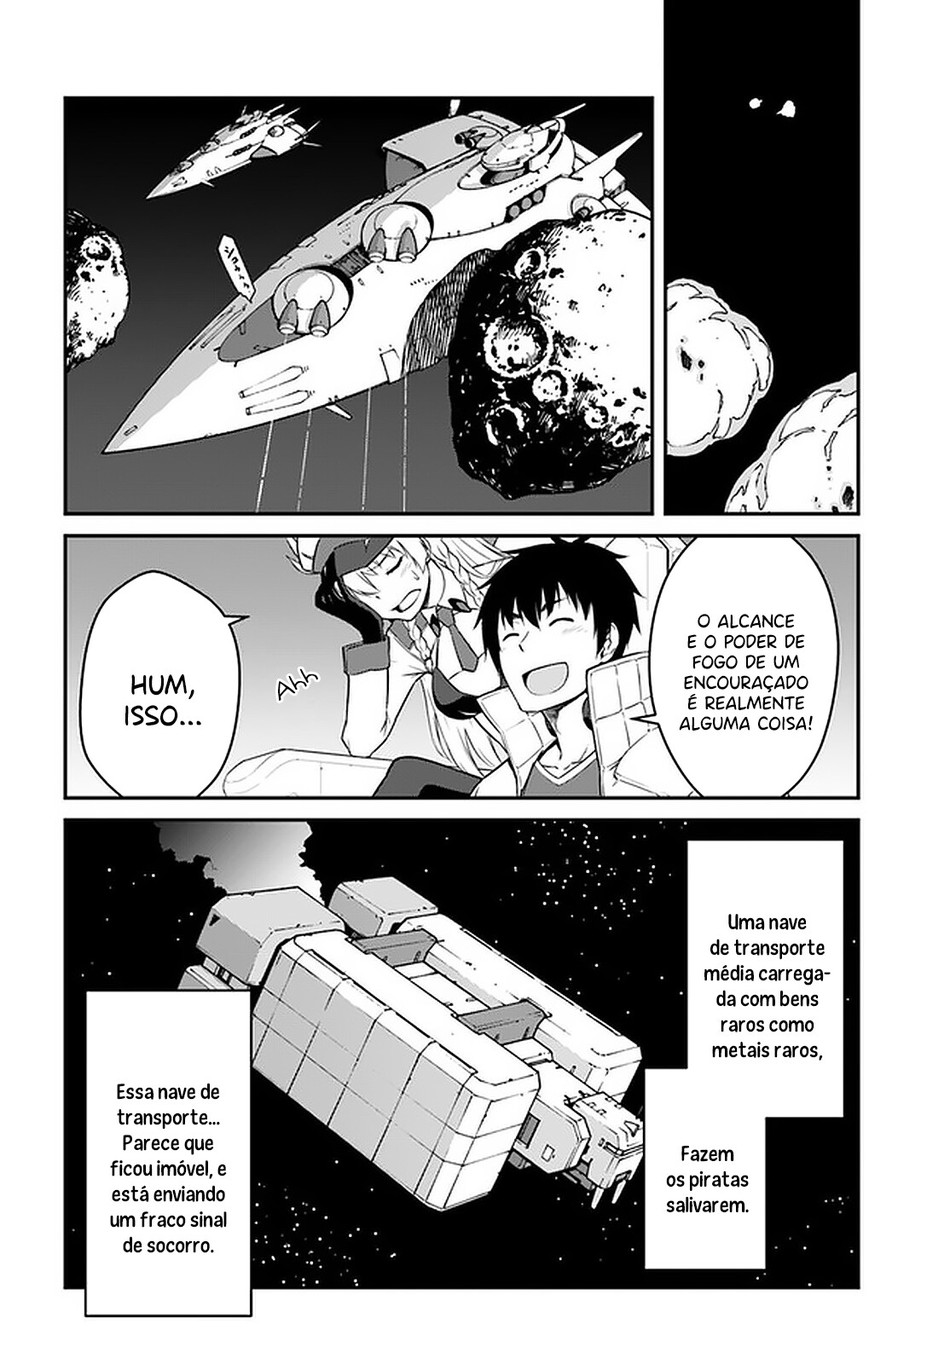 O ALCANCE
E O PODER DE
FOGO DE UM
ENCOURAÇADO
É REALMENTE
ALGUMA COISA!
Ahh
HUM,
ISSO...
Uma nave
de transporte
média carrega-
da com bens
raros como
metais raros,
Fazem
os piratas
salivarem.
Essa nave de
transporte...
Parece que
ficou imóvel, e
está enviando
um fraco sinal
de socorro.